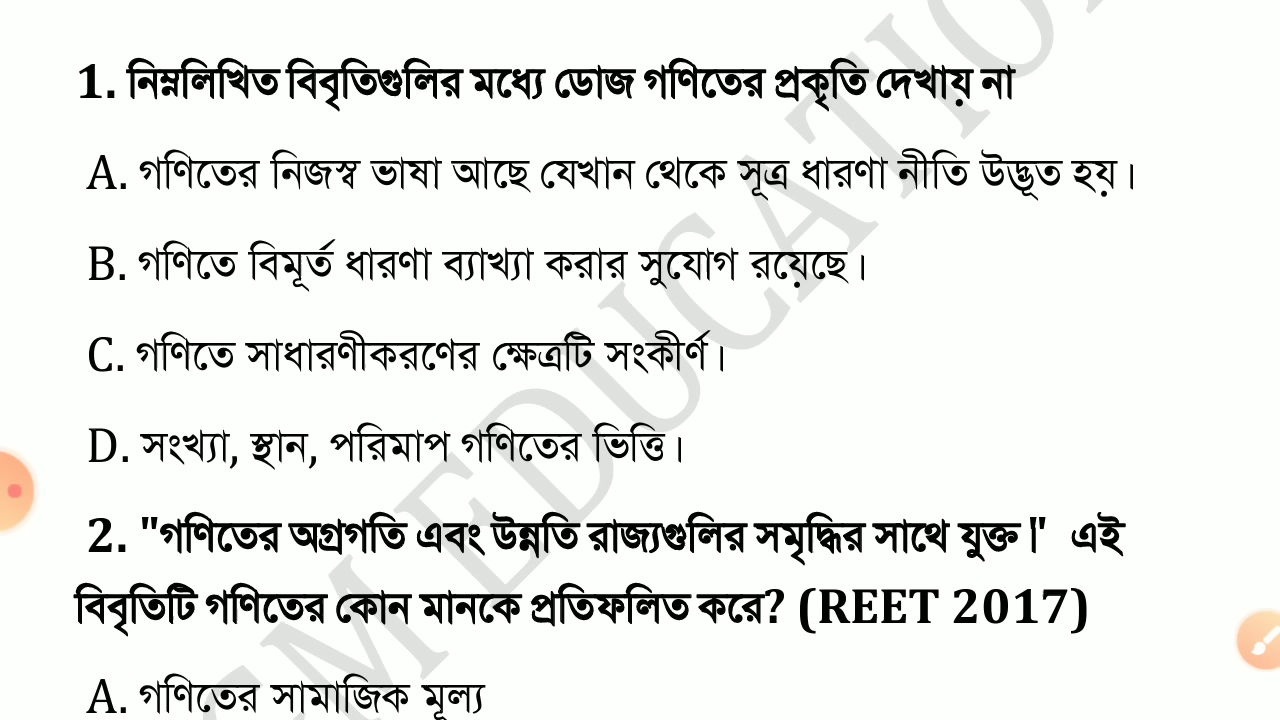 1. নিম্নলিখিত বিবৃতিগুলির মধ্যে ডোজ গণিতের প্রকৃতি দেখায় না
A. গণিতের নিজস্ব ভাষা আছে যেখান থেকে সূত্র ধারণা নীতি উদ্ভূত হয়।
B. গণিতে বিমূর্ত ধারণা ব্যাখ্যা করার সুযোগ রয়েছে।
C. গণিতে সাধারণীকরণের ক্ষেত্রটি সংকীর্ণ।
D. সংখ্যা, স্থান, পরিমাপ গণিতের ভিত্তি।
2. "গণিতের অগ্রগতি এবং উন্নতি রাজ্যগুলির সমৃদ্ধির সাথে যুক্ত।" এই
বিবৃতিটি গণিতের কোন মানকে প্রতিফলিত করে? (REET 2017)
A. গণিতের সামাজিক মূল্য
EDUCATION